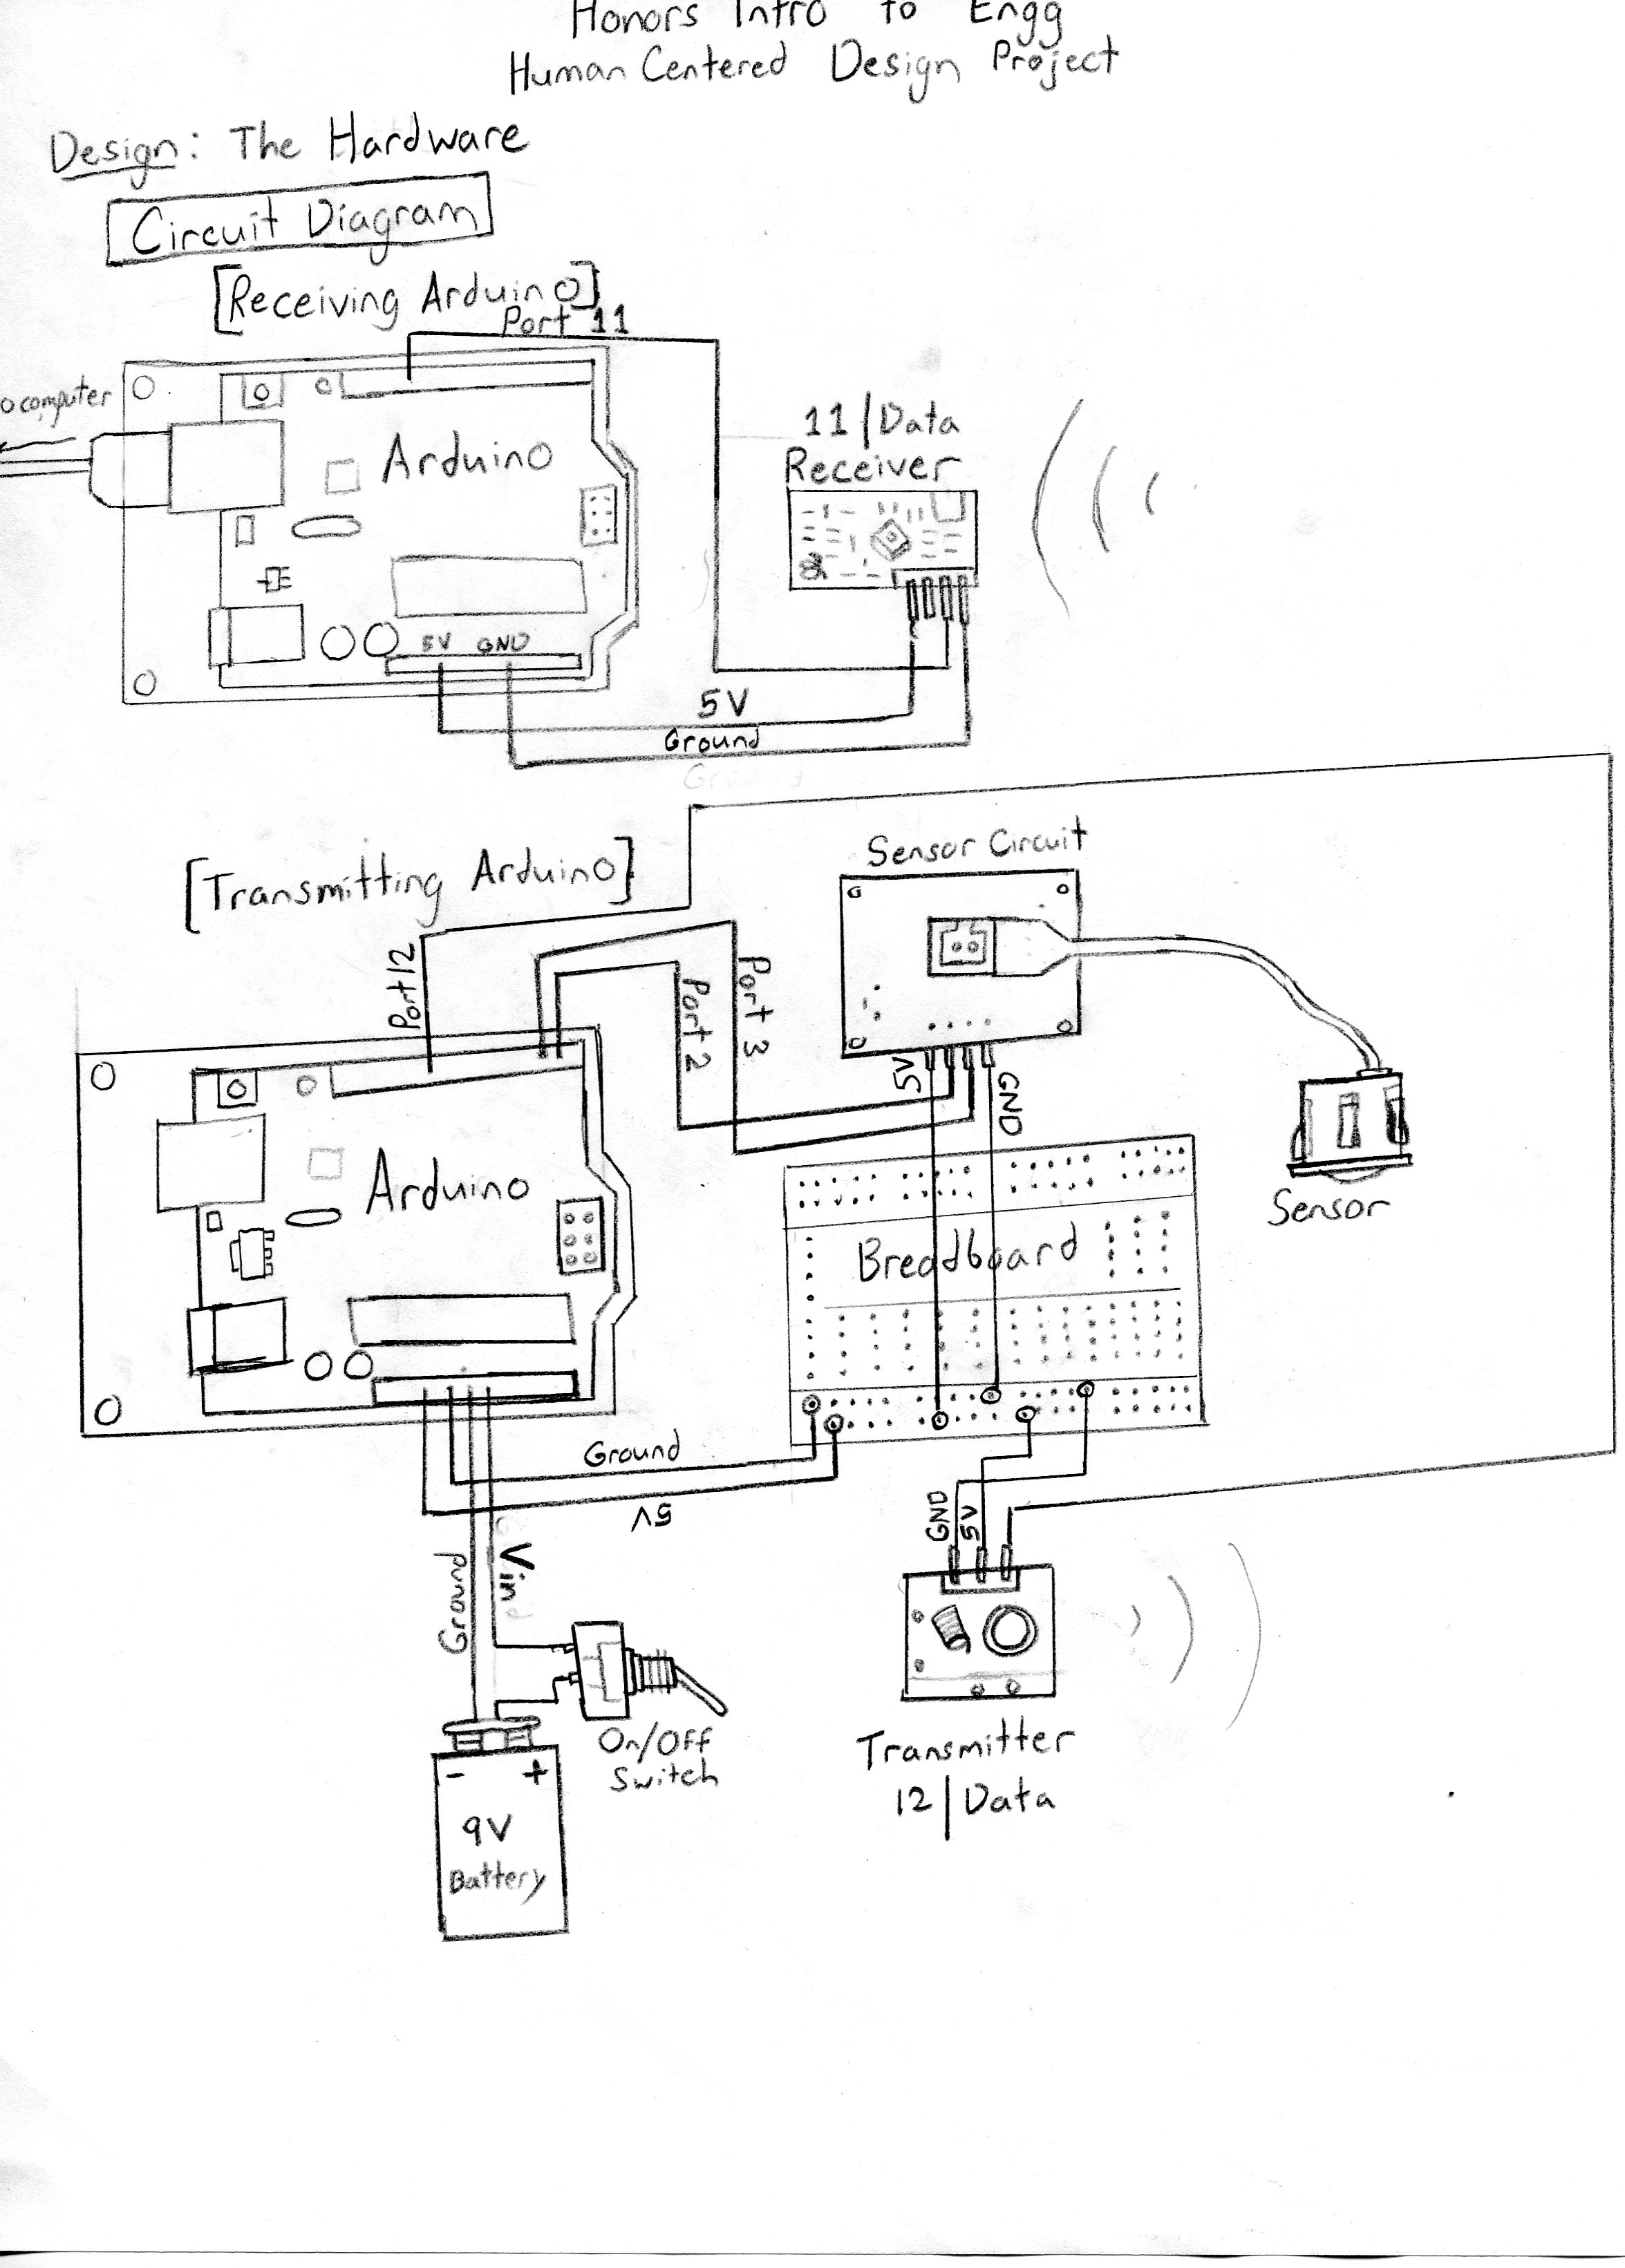 Honors Intro to Engg
Human Centered Design Project
Design: The Hardware
Circuit Diagram
[Receiving Arduino]
Port 11
o computer
Arduino
11/Data
Receiver
5V GND
5V
Ground
Ground
[Transmitting Arduino]
Sensor Circuit
Port 12
Port 3
Port 2
5V
GND
Arduino
Sensor
Breadboard
Ground
5V
GND
5V
Ground
Vin
On/Off
Switch
Transmitter
12/Data
- +
9V
Battery